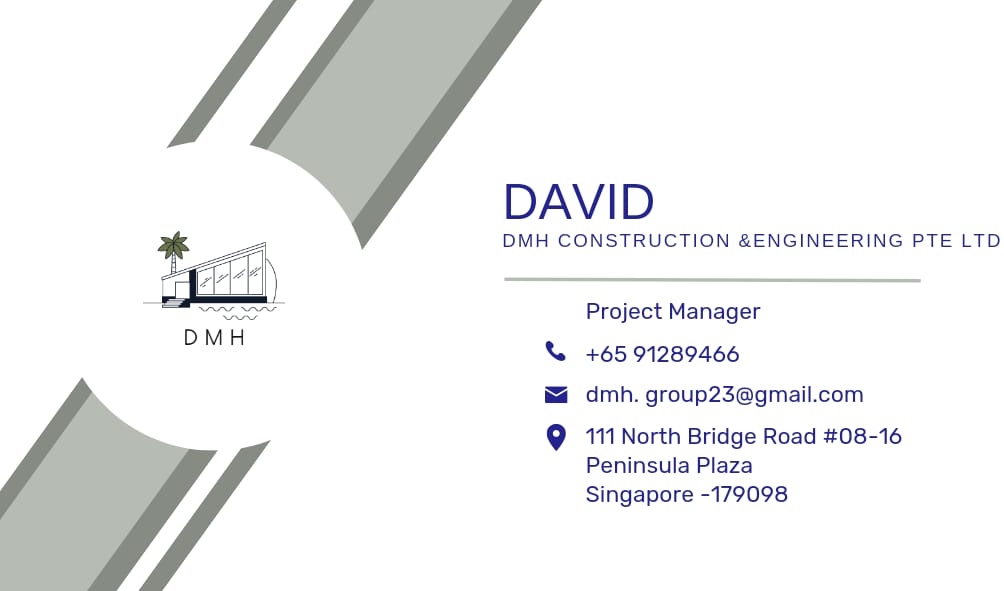 DAVID
DMH CONSTRUCTION &ENGINEERING PTE LTD
Project Manager
+65 91289466
dmh. group23@gmail.com
111 North Bridge Road #08-16
Peninsula Plaza
Singapore -179098
DMH